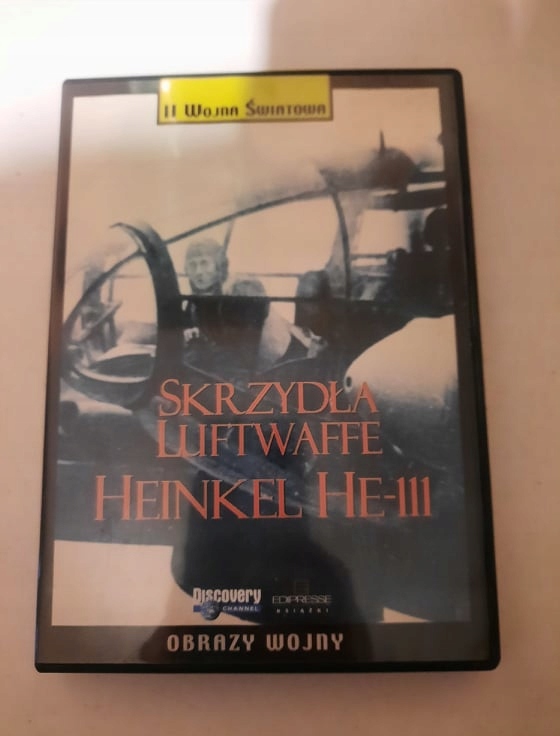 II Wojna Światowa
SKRZYDŁA
LUFTWAFFE
HEINKEL HE-111
Discovery
CHANNEL
EDIPRESSE
KSIĄŻKI
OBRAZY WOJNY